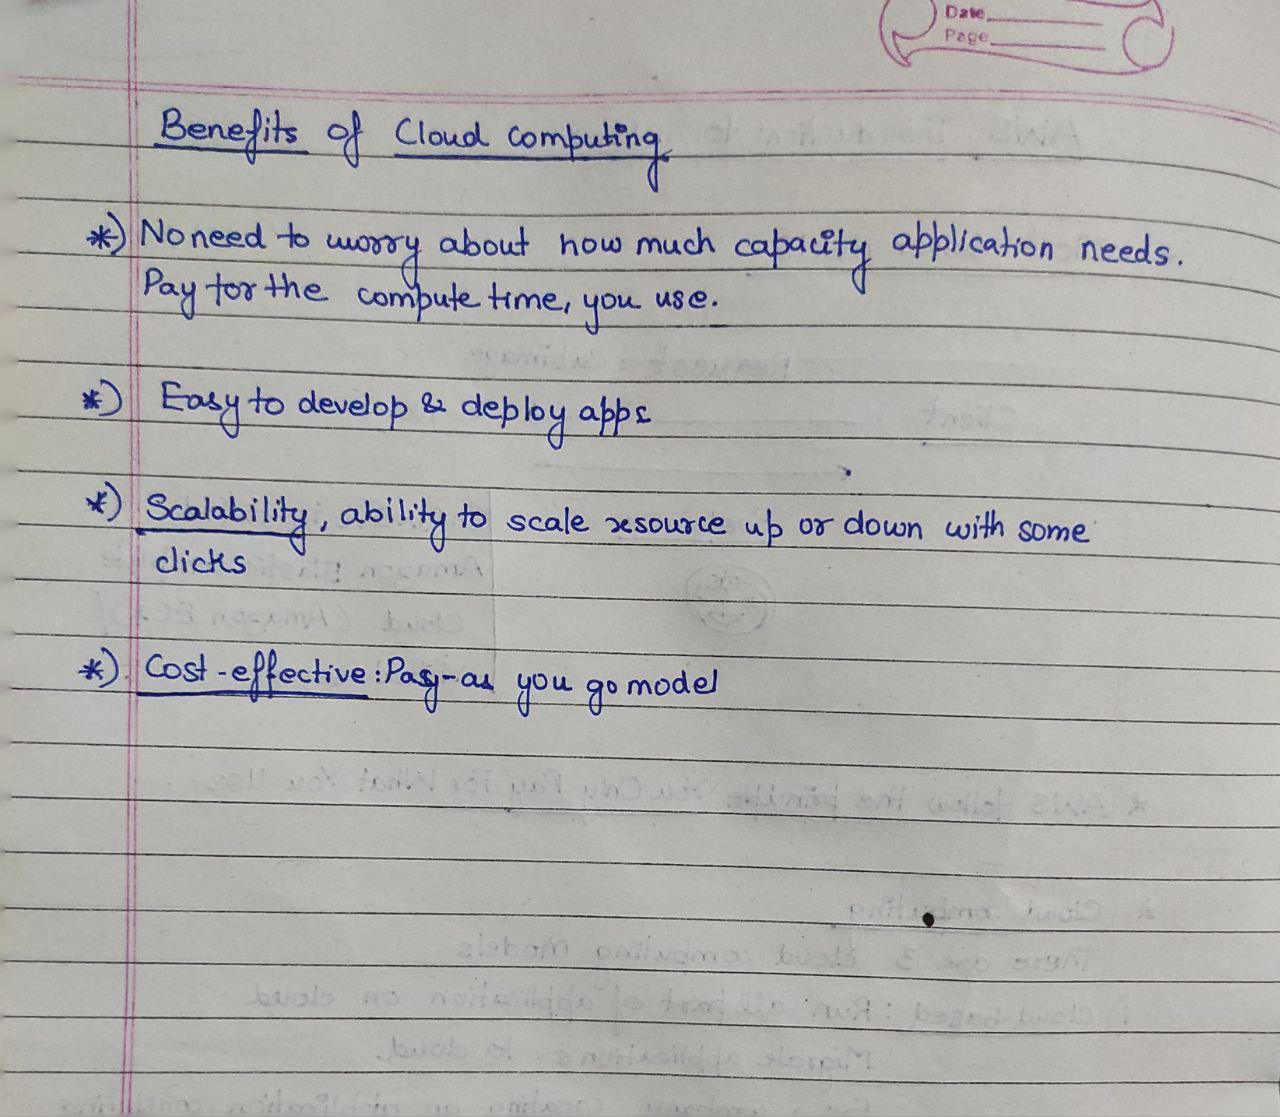 Date
Page
Benefits of Cloud computing
*) No need to worry about how much capacity application needs.
Pay for the compute time, you use.
*) Easy to develop & deploy apps
*) Scalability, ability to scale resource up or down with some
clicks
*) Cost-effective : Pay-as you go model